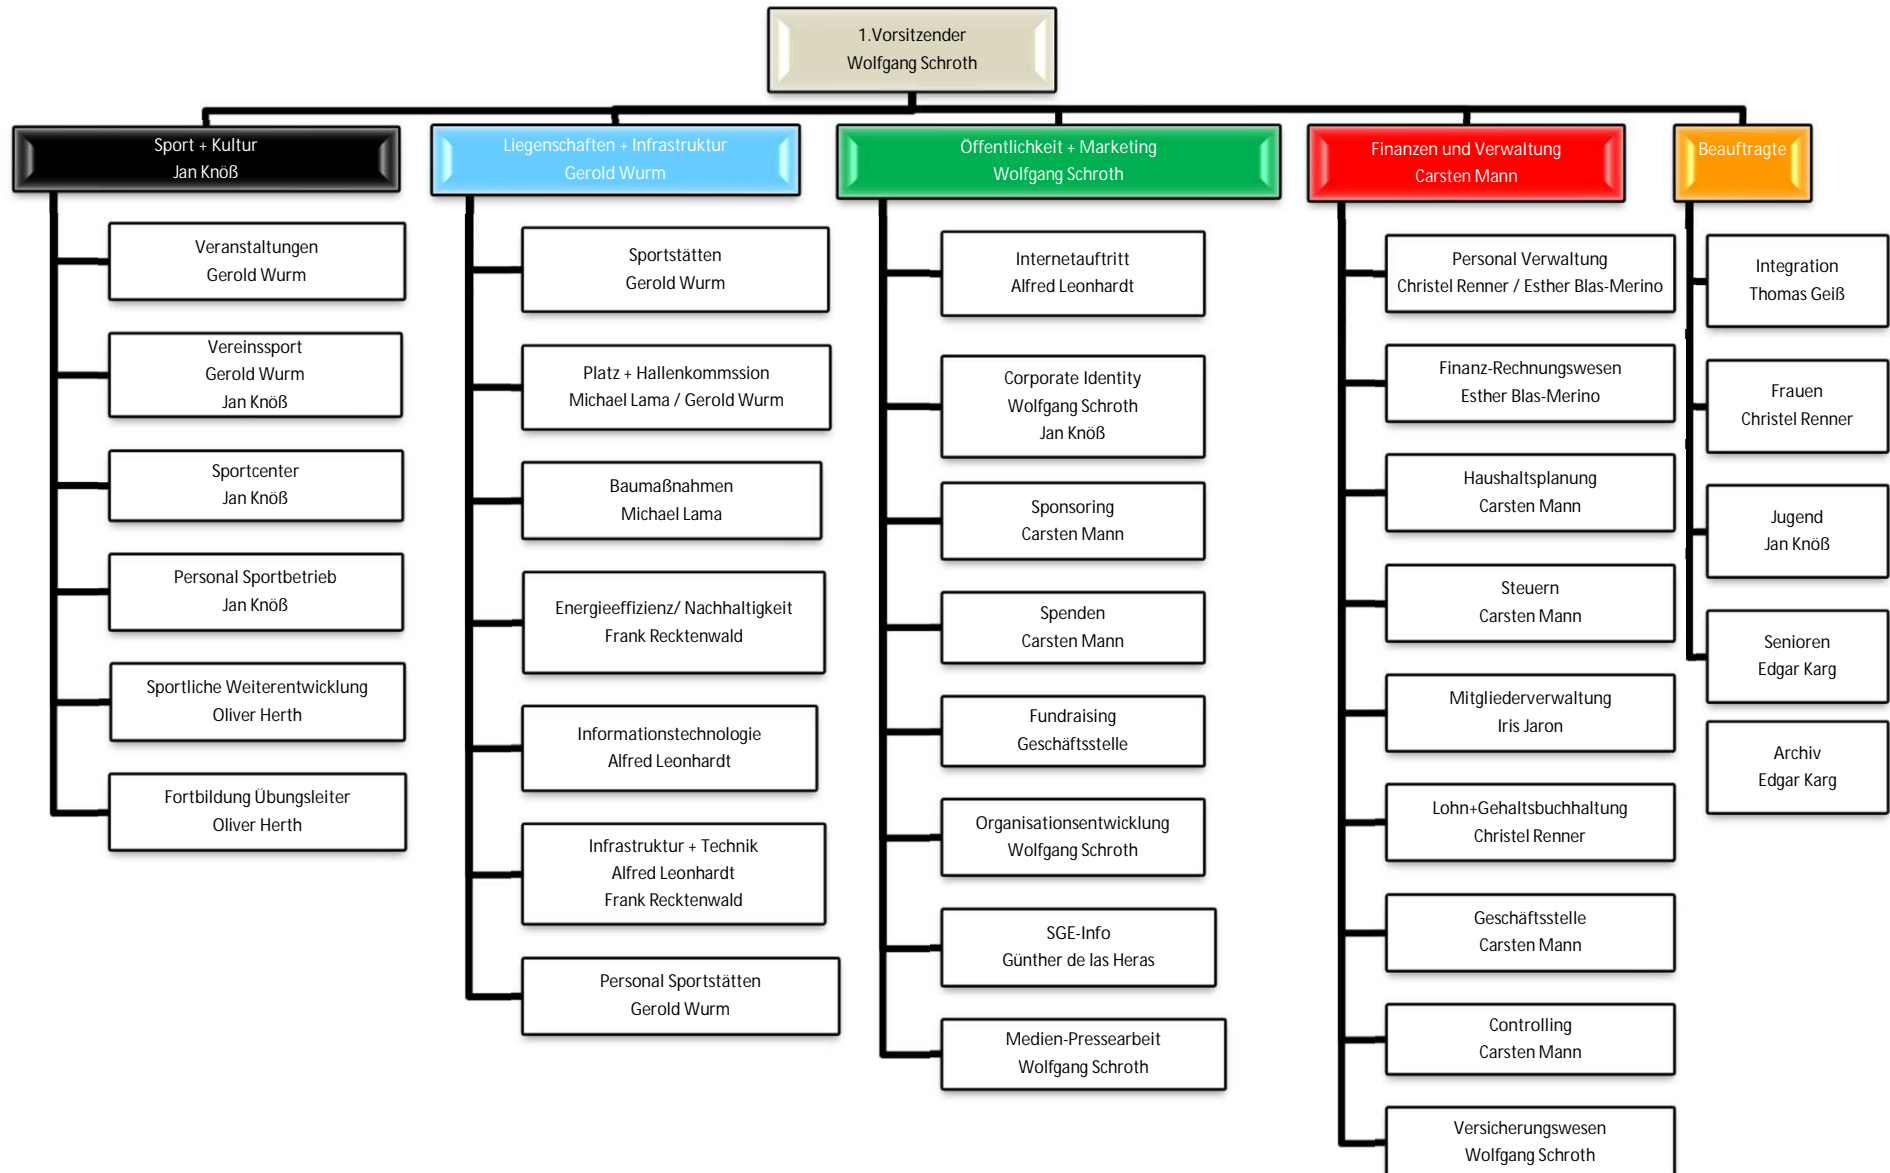 1.Vorsitzender
Wolfgang Schroth
Sport + Kultur
Jan Knöß
Veranstaltungen
Gerold Wurm
Vereinssport
Gerold Wurm
Jan Knöß
Sportcenter
Jan Knöß
Personal Sportbetrieb
Jan Knöß
Sportliche Weiterentwicklung
Oliver Herth
Fortbildung Übungsleiter
Oliver Herth
Liegenschaften + Infrastruktur
Gerold Wurm
Sportstätten
Gerold Wurm
Platz + Hallenkommssion
Michael Lama / Gerold Wurm
Baumaßnahmen
Michael Lama
Energieeffizienz/ Nachhaltigkeit
Frank Recktenwald
Informationstechnologie
Alfred Leonhardt
Infrastruktur + Technik
Alfred Leonhardt
Frank Recktenwald
Personal Sportstätten
Gerold Wurm
Öffentlichkeit + Marketing
Wolfgang Schroth
Internetauftritt
Alfred Leonhardt
Corporate Identity
Wolfgang Schroth
Jan Knöß
Sponsoring
Carsten Mann
Spenden
Carsten Mann
Fundraising
Geschäftsstelle
Organisationsentwicklung
Wolfgang Schroth
SGE-Info
Günther de las Heras
Medien-Pressearbeit
Wolfgang Schroth
Finanzen und Verwaltung
Carsten Mann
Personal Verwaltung
Christel Renner / Esther Blas-Merino
Finanz-Rechnungswesen
Esther Blas-Merino
Haushaltsplanung
Carsten Mann
Steuern
Carsten Mann
Mitgliederverwaltung
Iris Jaron
Lohn+Gehaltsbuchhaltung
Christel Renner
Geschäftsstelle
Carsten Mann
Controlling
Carsten Mann
Versicherungswesen
Wolfgang Schroth
Beauftragte
Integration
Thomas Geiß
Frauen
Christel Renner
Jugend
Jan Knöß
Senioren
Edgar Karg
Archiv
Edgar Karg